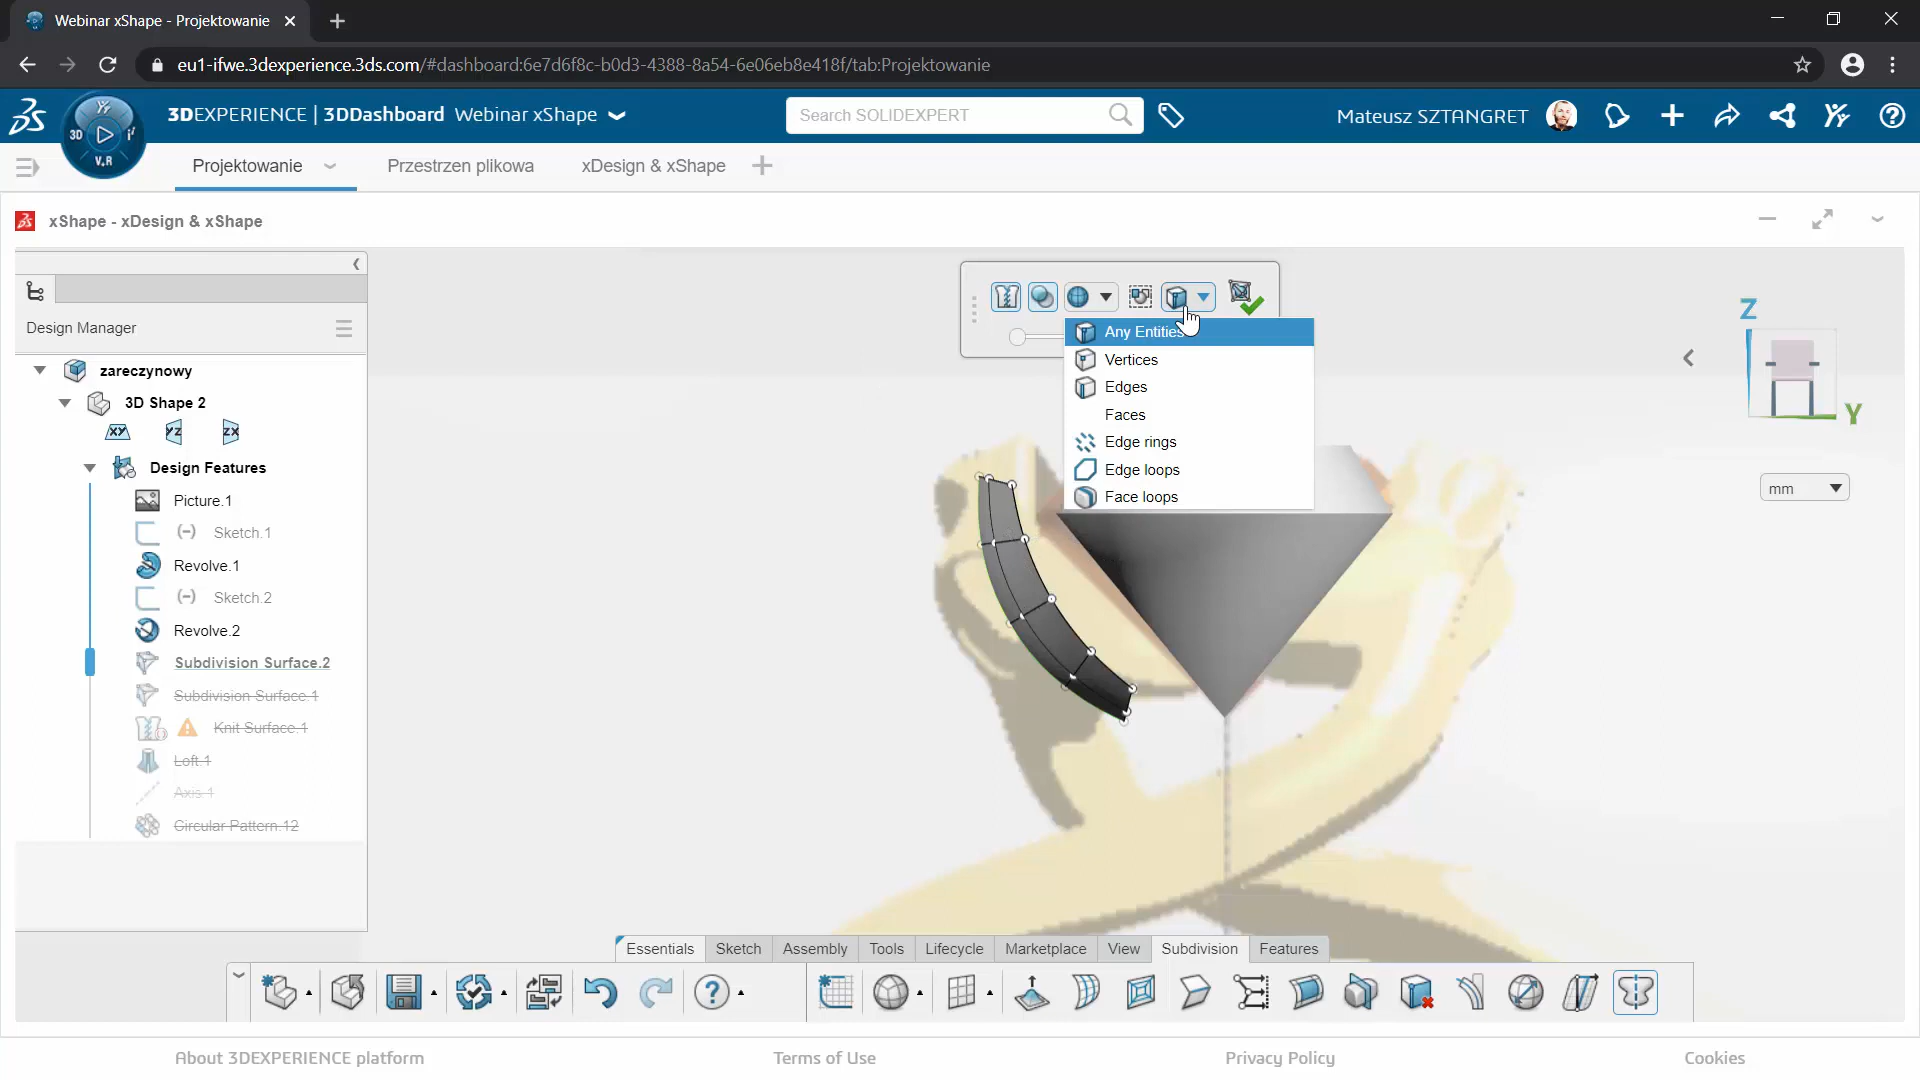 Webinar xShape - Projektowanie
eu1-ifwe.3dexperience.3ds.com/#dashboard:6e7d6f8c-b0d3-4388-8a54-6e06eb8e418f/tab:Projektowanie
3DEXPERIENCE | 3DDashboard Webinar xShape
Search SOLIDEXPERT
Mateusz SZTANGRET
3D
V.R
Projektowanie
Przestrzen plikowa
xDesign & xShape
xShape - xDesign & xShape
Design Manager
zareczynowy
3D Shape 2
XY
YZ
ZX
Design Features
Picture.1
(-) Sketch.1
Revolve.1
(-) Sketch.2
Revolve.2
Subdivision Surface.2
Subdivision Surface.1
Knit Surface.1
Loft.1
Axis.1
Circular Pattern.12
Any Entities
Vertices
Edges
Faces
Edge rings
Edge loops
Face loops
Z
Y
mm
Essentials
Sketch
Assembly
Tools
Lifecycle
Marketplace
View
Subdivision
Features
About 3DEXPERIENCE platform
Terms of Use
Privacy Policy
Cookies